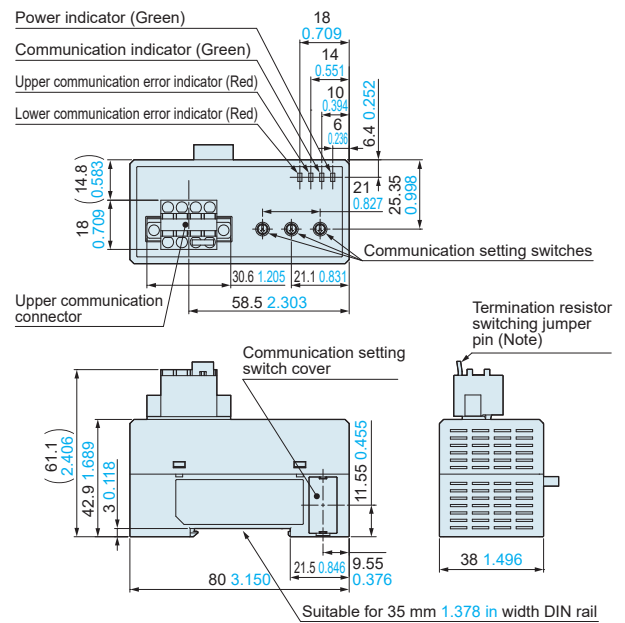 Power indicator (Green)
Communication indicator (Green)
Upper communication error indicator (Red)
Lower communication error indicator (Red)
18
0.709
14
0.551
10
0.394
6
0.236
6.4 0.252
(14.8)
0.583
18
0.709
21
0.827
25.35
0.998
Communication setting switches
30.6 1.205
21.1 0.831
58.5 2.303
Upper communication
connector
Termination resistor
switching jumper
pin (Note)
Communication setting
switch cover
(61.1)
2.406
42.9 1.689
3 0.118
11.55 0.455
9.55
0.376
21.5 0.846
80 3.150
38 1.496
Suitable for 35 mm 1.378 in width DIN rail